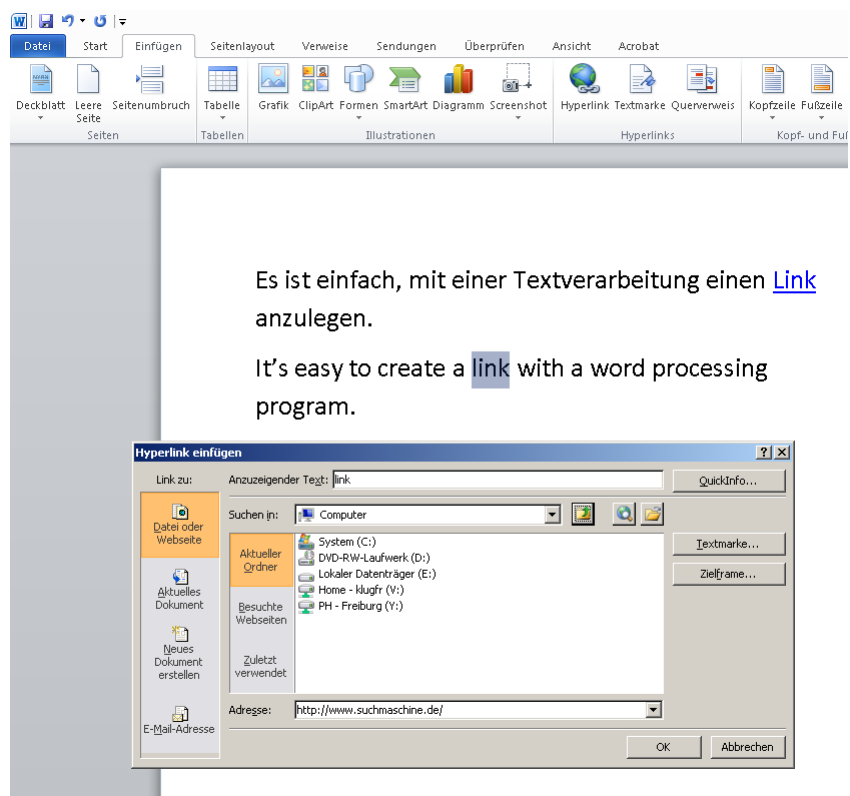 W
Datei Start Einfügen Seitenlayout Verweise Sendungen Überprüfen Ansicht Acrobat
Deckblatt Leere Seite Seitenumbruch Tabelle Grafik ClipArt Formen SmartArt Diagramm Screenshot Hyperlink Textmarke Querverweis Kopfzeile Fußzeile
Seiten Tabellen Illustrationen Hyperlinks Kopf- und Fuß
Es ist einfach, mit einer Textverarbeitung einen Link
anzulegen.
It's easy to create a link with a word processing
program.
Hyperlink einfügen
Link zu: Anzuzeigender Text: link QuickInfo...
Suchen in: Computer
Datei oder
Webseite
Aktuelles
Dokument
Neues
Dokument
erstellen
E-Mail-Adresse
Aktueller
Ordner
Besuchte
Webseiten
Zuletzt
verwendet
System (C:)
DVD-RW-Laufwerk (D:)
Lokaler Datenträger (E:)
Home - klugfr (V:)
PH - Freiburg (Y:)
Textmarke...
Zielframe...
Adresse: http://www.suchmaschine.de/
OK Abbrechen